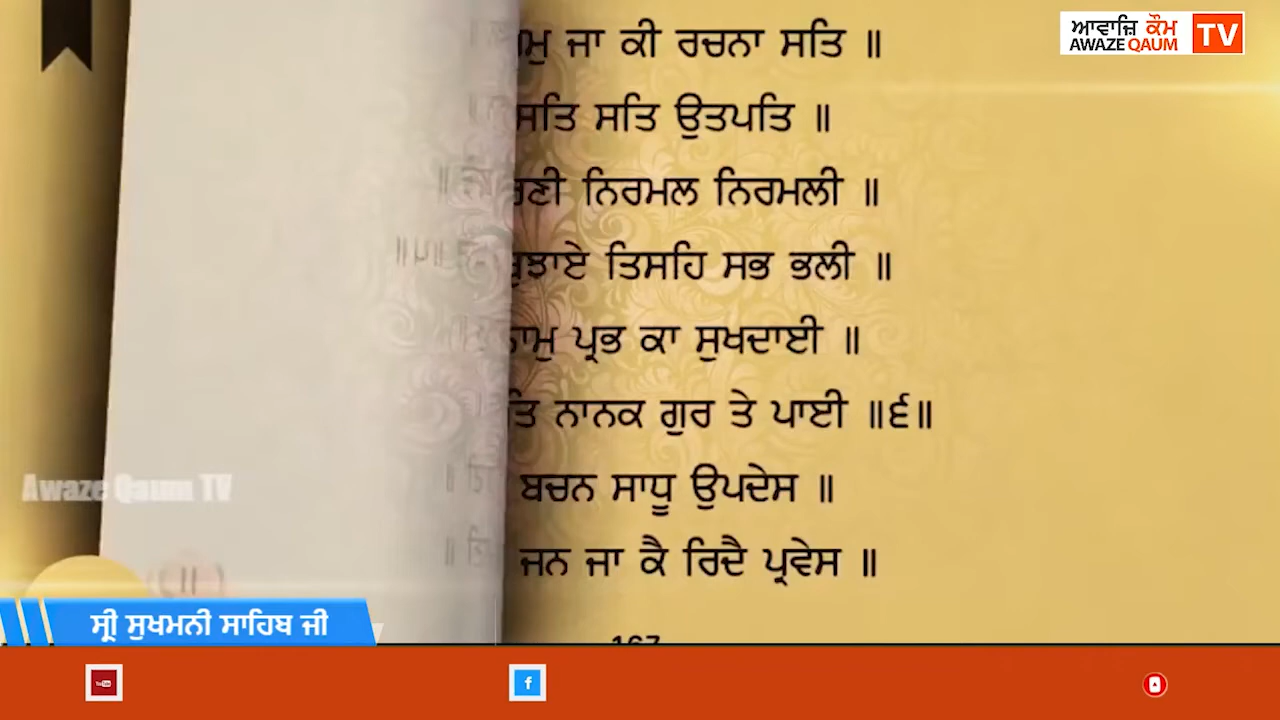 ਜਾ ਕੀ ਰਚਨਾ ਸਤਿ ॥
ਸਤਿ ਸਤਿ ਉਤਪਤਿ ॥
ਨਿਰਮਲ ਨਿਰਮਲੀ ॥
ਤਿਸਹਿ ਸਭ ਭਲੀ ॥
ਪ੍ਰਭ ਕਾ ਸੁਖਦਾਈ ॥
ਨਾਨਕ ਗੁਰ ਤੇ ਪਾਈ ॥੬॥
ਬਚਨ ਸਾਧੂ ਉਪਦੇਸ ॥
ਜਨ ਜਾ ਕੈ ਰਿਦੈ ਪ੍ਰਵੇਸ ॥
ਆਵਾਜ਼ਿ ਕੌਮ
AWAZE QAUM TV
Awaze Qaum TV
ਸ੍ਰੀ ਸੁਖਮਨੀ ਸਾਹਿਬ ਜੀ